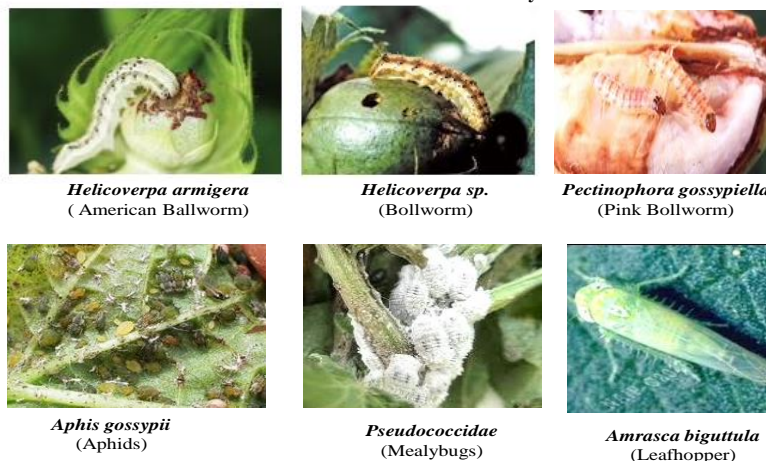 Helicoverpa armigera
( American Ballworm)
Helicoverpa sp.
(Bollworm)
Pectinophora gossypiella
(Pink Bollworm)
Aphis gossypii
(Aphids)
Pseudococcidae
(Mealybugs)
Amrasca biguttula
(Leafhopper)